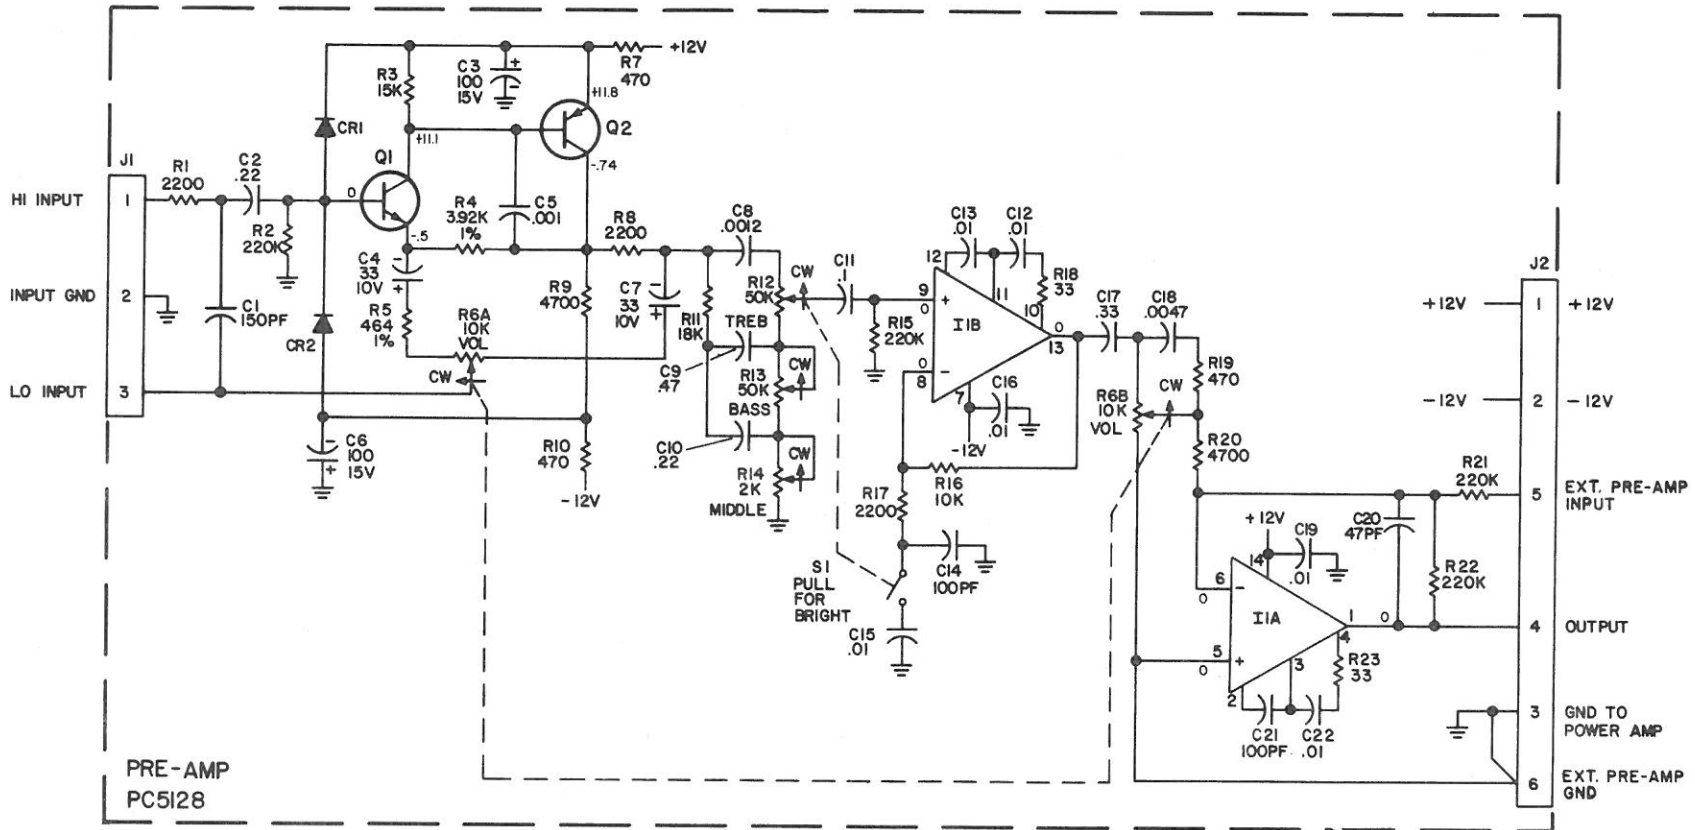 R7
470
+12V
C3
100
15V
+
-
R3
15K
+11.8
CR1
Q2
+11.1
-.74
J1
HI INPUT
1
R1
2200
C2
.22
R2
220K
Q1
0
-.5
R4
3.92K
1%
C5
.001
R8
2200
C8
.0012
C4
33
10V
-
+
INPUT GND
2
C1
150PF
R5
464
1%
R6A
10K
VOL
CW
R9
4700
C7
33
10V
-
+
R11
18K
R12
50K
CW
TREB
C9
.47
R13
50K
CW
BASS
C10
.22
R14
2K
CW
MIDDLE
LO INPUT
3
CR2
C6
100
15V
-
+
R10
470
-12V
C11
.1
R15
220K
C13
.01
C12
.01
12
11
R18
33
10
9
+
0
I1B
0
13
0
-
8
7
C16
.01
-12V
R16
10K
R17
2200
C14
100PF
S1
PULL
FOR
BRIGHT
C15
.01
C17
.33
C18
.0047
R19
470
R6B
10K
VOL
CW
R20
4700
J2
+12V
1
+12V
-12V
2
-12V
R21
220K
5
EXT. PRE-AMP
INPUT
C20
47PF
R22
220K
+12V
C19
.01
14
6
-
0
I1A
1
0
4
OUTPUT
5
+
0
4
3
2
R23
33
C21
100PF
C22
.01
3
GND TO
POWER AMP
6
EXT. PRE-AMP
GND
PRE-AMP
PC5128